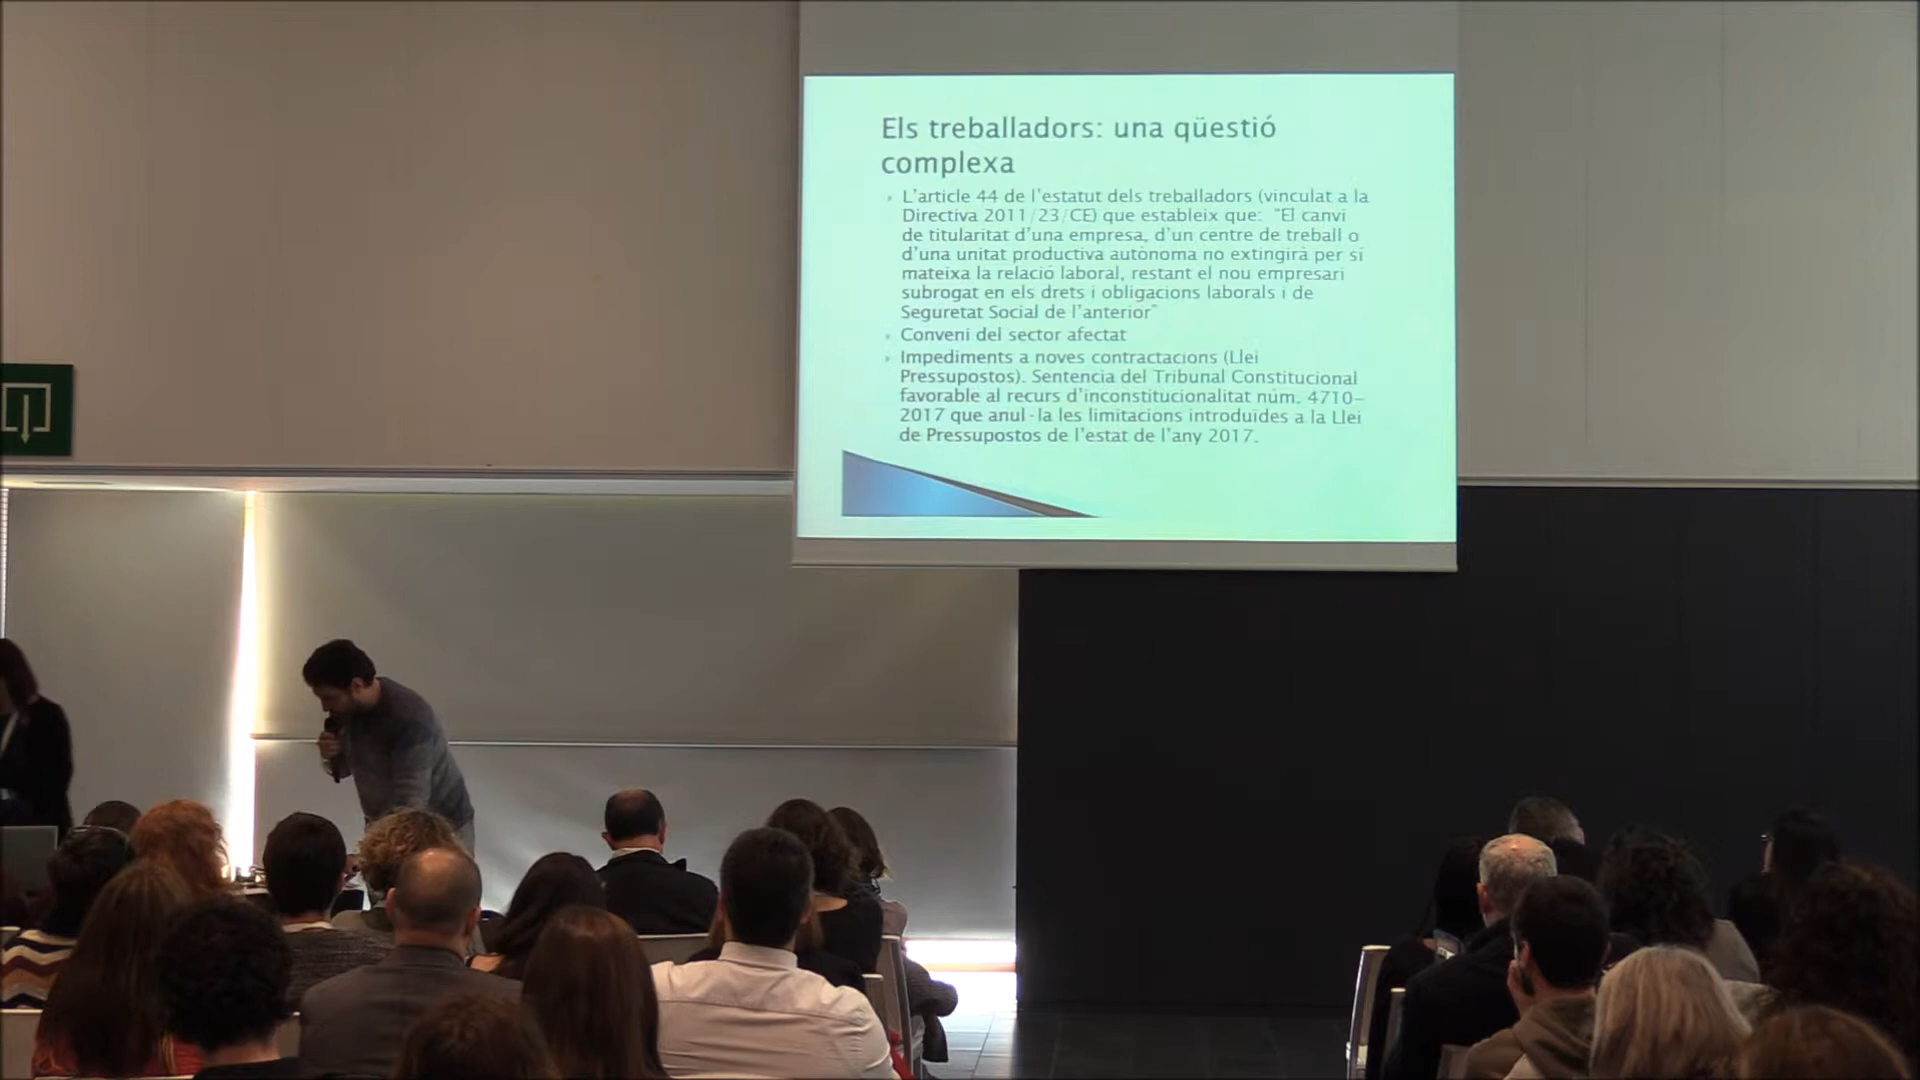 Els treballadors: una qüestió
complexa
L'article 44 de l'estatut dels treballadors (vinculat a la
Directiva 2011/23/CE) que estableix que: "El canvi
de titularitat d'una empresa, d'un centre de treball o
d'una unitat productiva autònoma no extingirà per si
mateixa la relació laboral, restant el nou empresari
subrogat en els drets i obligacions laborals i de
Seguretat Social de l'anterior"
Conveni del sector afectat
Impediments a noves contractacions (Llei
Pressupostos). Sentencia del Tribunal Constitucional
favorable al recurs d'inconstitucionalitat núm. 4710-
2017 que anul·la les limitacions introduïdes a la Llei
de Pressupostos de l'estat de l'any 2017.